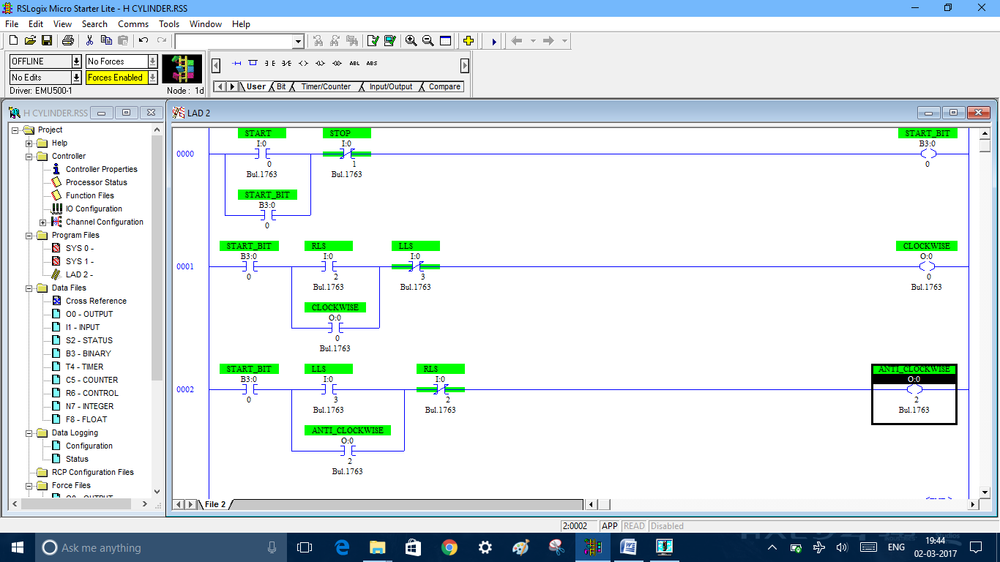 RSLogix Micro Starter Lite - H CYLINDER.RSS
File Edit View Search Comms Tools Window Help
OFFLINE No Forces
No Edits Forces Enabled
Driver: EMU500-1 Node : 1d
ABL ABS
User Bit Timer/Counter Input/Output Compare
H CYLINDER.RSS
Project
Help
Controller
Controller Properties
Processor Status
Function Files
IO Configuration
Channel Configuration
Program Files
SYS 0 -
SYS 1 -
LAD 2 -
Data Files
Cross Reference
O0 - OUTPUT
I1 - INPUT
S2 - STATUS
B3 - BINARY
T4 - TIMER
C5 - COUNTER
R6 - CONTROL
N7 - INTEGER
F8 - FLOAT
Data Logging
Configuration
Status
RCP Configuration Files
Force Files
O0 - OUTPUT
LAD 2
START STOP START_BIT
I:0 I:0 B3:0
0000
0 1 0
Bul.1763 Bul.1763
START_BIT
B3:0
0
START_BIT RLS LLS CLOCKWISE
B3:0 I:0 I:0 O:0
0001
0 2 3 0
Bul.1763 Bul.1763 Bul.1763
CLOCKWISE
O:0
0
Bul.1763
START_BIT LLS RLS ANTI_CLOCKWISE
B3:0 I:0 I:0 O:0
0002
0 3 2 2
Bul.1763 Bul.1763 Bul.1763
ANTI_CLOCKWISE
O:0
2
Bul.1763
File 2
2:0002 APP READ Disabled
Ask me anything
ENG
19:44
02-03-2017